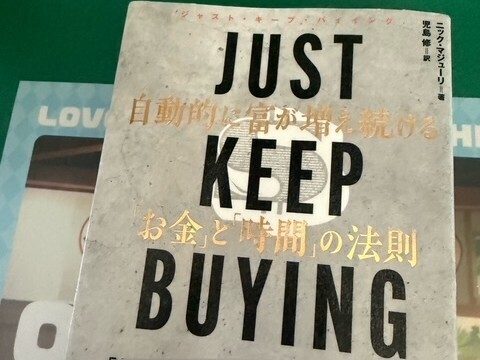 ジャスト・キープ・バイイング
ニック・マジューリ=著
児島 修=訳
JUST
自動的に富が増え続ける
KEEP
「お金」と「時間」の法則
BUYING
LOV